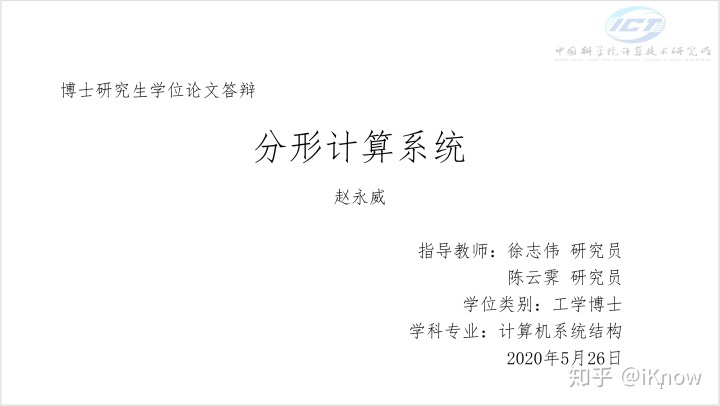 ICT
中国科学院计算技术研究所
博士研究生学位论文答辩
分形计算系统
赵永威
指导教师：徐志伟 研究员
陈云霁 研究员
学位类别：工学博士
学科专业：计算机系统结构
2020年5月26日
知乎 @iKnow
1